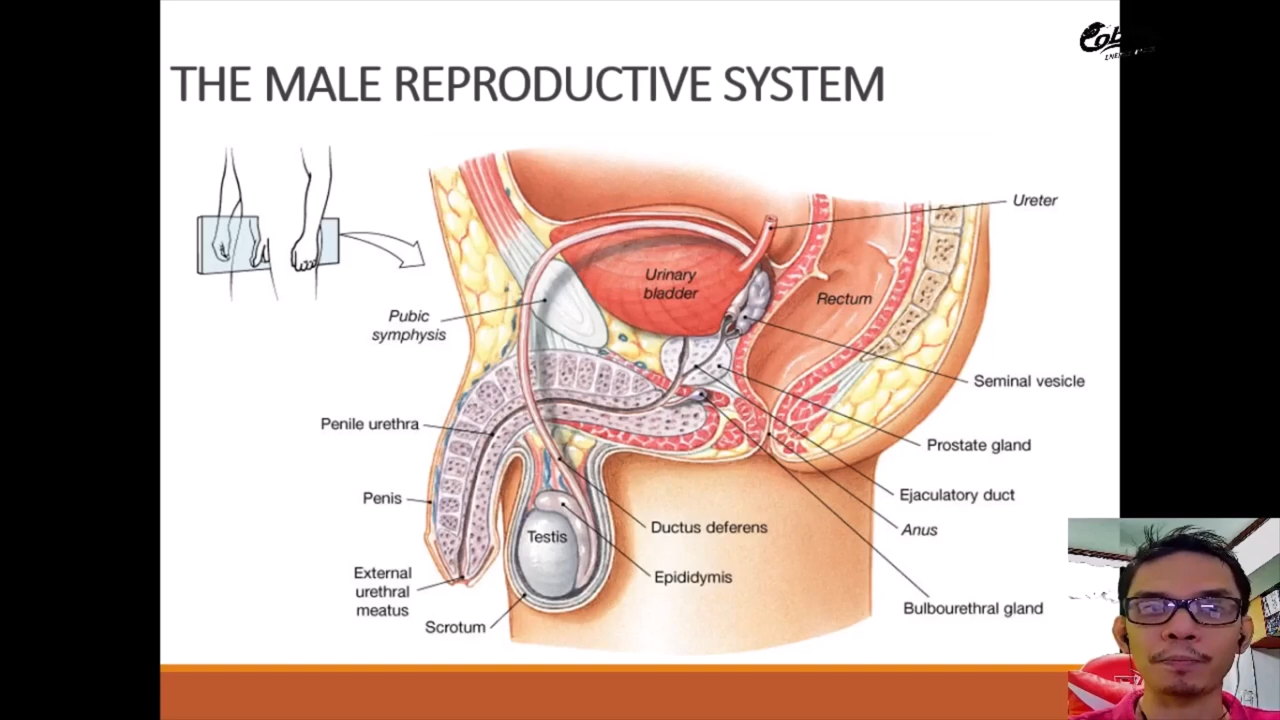 THE MALE REPRODUCTIVE SYSTEM
Ureter
Urinary
bladder
Rectum
Pubic
symphysis
Seminal vesicle
Penile urethra
Prostate gland
Penis
Ejaculatory duct
Ductus deferens
Anus
Testis
External
urethral
meatus
Epididymis
Bulbourethral gland
Scrotum